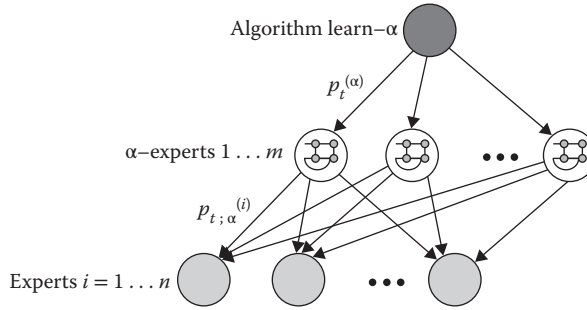 Algorithm learn–α
p_t^(α)
α–experts 1 . . . m
p_{t ; α}^(i)
Experts i = 1 . . . n